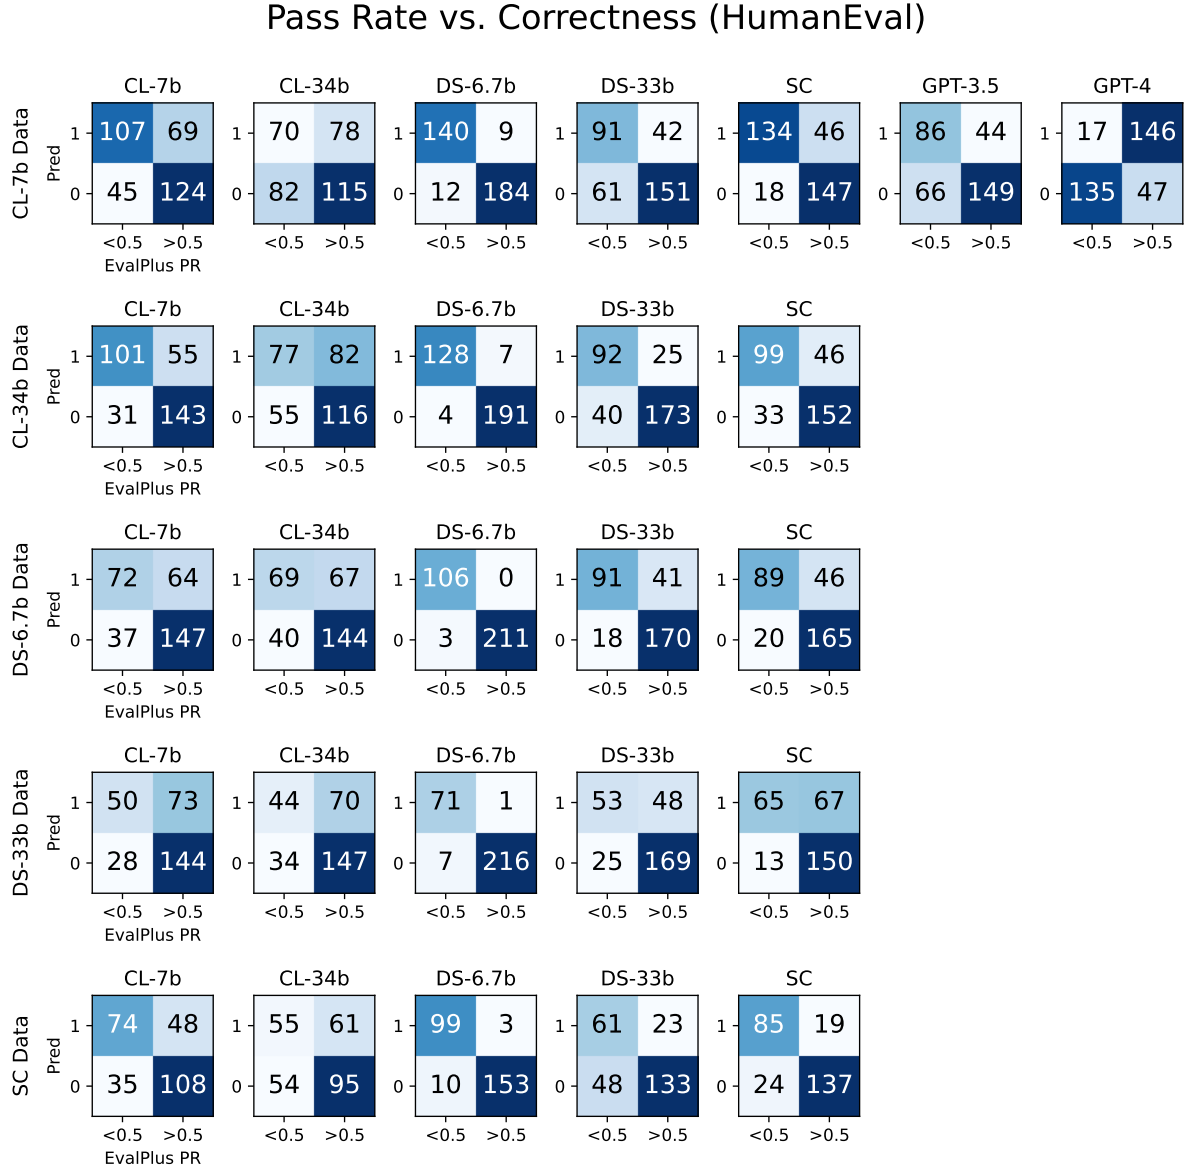 Pass Rate vs. Correctness (HumanEval)
CL-7b CL-34b DS-6.7b DS-33b SC GPT-3.5 GPT-4
CL-7b Data
Pred
1 107 69 1 70 78 1 140 9 1 91 42 1 134 46 1 86 44 1 17 146
0 45 124 0 82 115 0 12 184 0 61 151 0 18 147 0 66 149 0 135 47
<0.5 >0.5 <0.5 >0.5 <0.5 >0.5 <0.5 >0.5 <0.5 >0.5 <0.5 >0.5 <0.5 >0.5
EvalPlus PR
CL-7b CL-34b DS-6.7b DS-33b SC
CL-34b Data
Pred
1 101 55 1 77 82 1 128 7 1 92 25 1 99 46
0 31 143 0 55 116 0 4 191 0 40 173 0 33 152
<0.5 >0.5 <0.5 >0.5 <0.5 >0.5 <0.5 >0.5 <0.5 >0.5
EvalPlus PR
CL-7b CL-34b DS-6.7b DS-33b SC
DS-6.7b Data
Pred
1 72 64 1 69 67 1 106 0 1 91 41 1 89 46
0 37 147 0 40 144 0 3 211 0 18 170 0 20 165
<0.5 >0.5 <0.5 >0.5 <0.5 >0.5 <0.5 >0.5 <0.5 >0.5
EvalPlus PR
CL-7b CL-34b DS-6.7b DS-33b SC
DS-33b Data
Pred
1 50 73 1 44 70 1 71 1 1 53 48 1 65 67
0 28 144 0 34 147 0 7 216 0 25 169 0 13 150
<0.5 >0.5 <0.5 >0.5 <0.5 >0.5 <0.5 >0.5 <0.5 >0.5
EvalPlus PR
CL-7b CL-34b DS-6.7b DS-33b SC
SC Data
Pred
1 74 48 1 55 61 1 99 3 1 61 23 1 85 19
0 35 108 0 54 95 0 10 153 0 48 133 0 24 137
<0.5 >0.5 <0.5 >0.5 <0.5 >0.5 <0.5 >0.5 <0.5 >0.5
EvalPlus PR